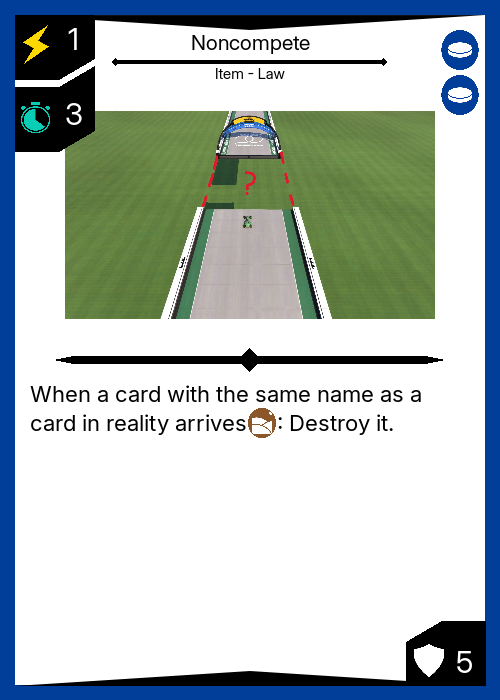 1
Noncompete
Item - Law
3
?
When a card with the same name as a
card in reality arrives: Destroy it.
5